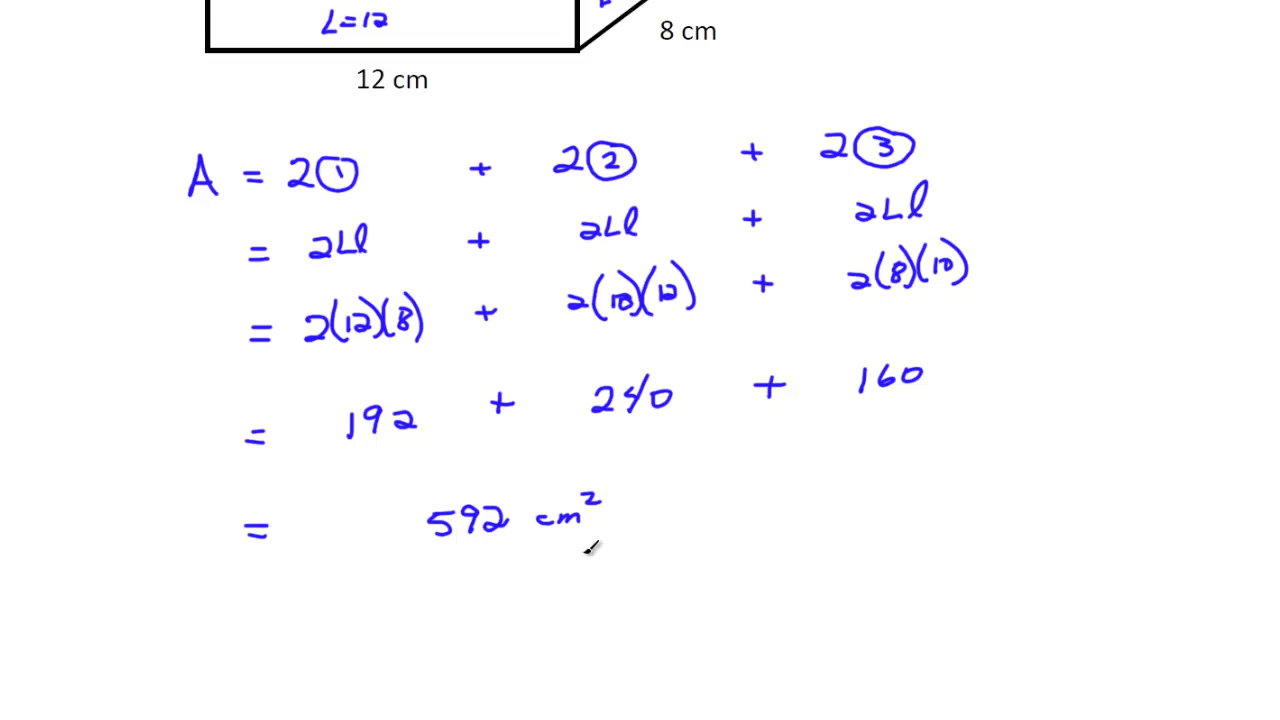 L=12
8 cm
12 cm
A = 2① + 2② + 2③
= 2Ll + 2Ll + 2Ll
= 2(12)(8) + 2(10)(12) + 2(8)(10)
= 192 + 240 + 160
= 592 cm²